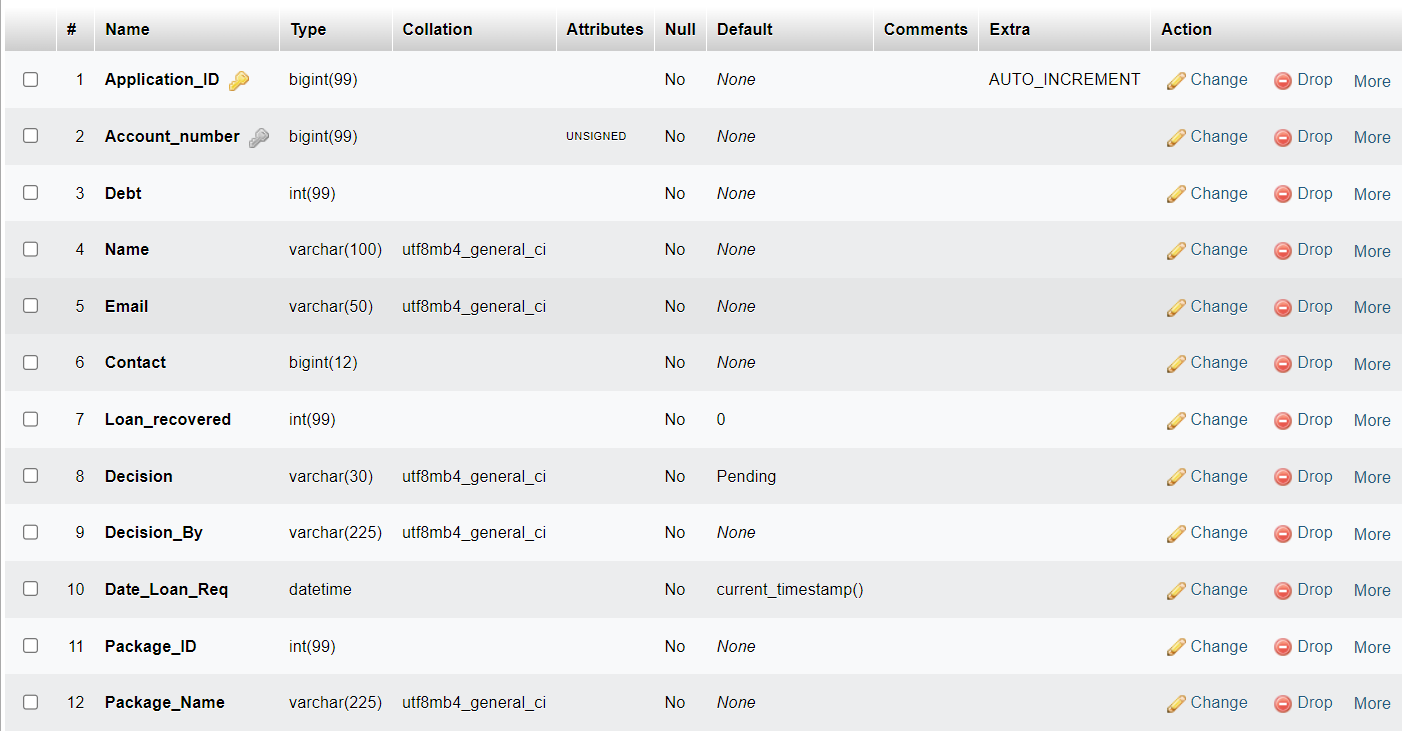 # Name Type Collation Attributes Null Default Comments Extra Action
1 Application_ID bigint(99) No None AUTO_INCREMENT Change Drop More
2 Account_number bigint(99) UNSIGNED No None Change Drop More
3 Debt int(99) No None Change Drop More
4 Name varchar(100) utf8mb4_general_ci No None Change Drop More
5 Email varchar(50) utf8mb4_general_ci No None Change Drop More
6 Contact bigint(12) No None Change Drop More
7 Loan_recovered int(99) No 0 Change Drop More
8 Decision varchar(30) utf8mb4_general_ci No Pending Change Drop More
9 Decision_By varchar(225) utf8mb4_general_ci No None Change Drop More
10 Date_Loan_Req datetime No current_timestamp() Change Drop More
11 Package_ID int(99) No None Change Drop More
12 Package_Name varchar(225) utf8mb4_general_ci No None Change Drop More